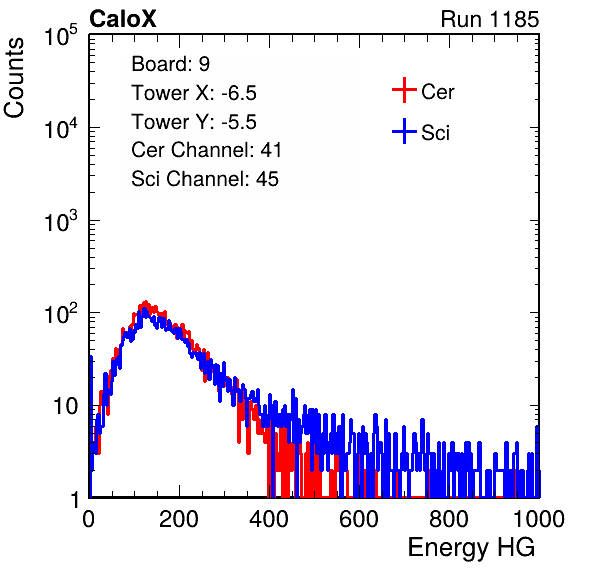 CaloX Run 1185
Counts
Board: 9
Tower X: -6.5
Tower Y: -5.5
Cer Channel: 41
Sci Channel: 45
Cer
Sci
10^5
10^4
10^3
10^2
10
1
0 200 400 600 800 1000
Energy HG